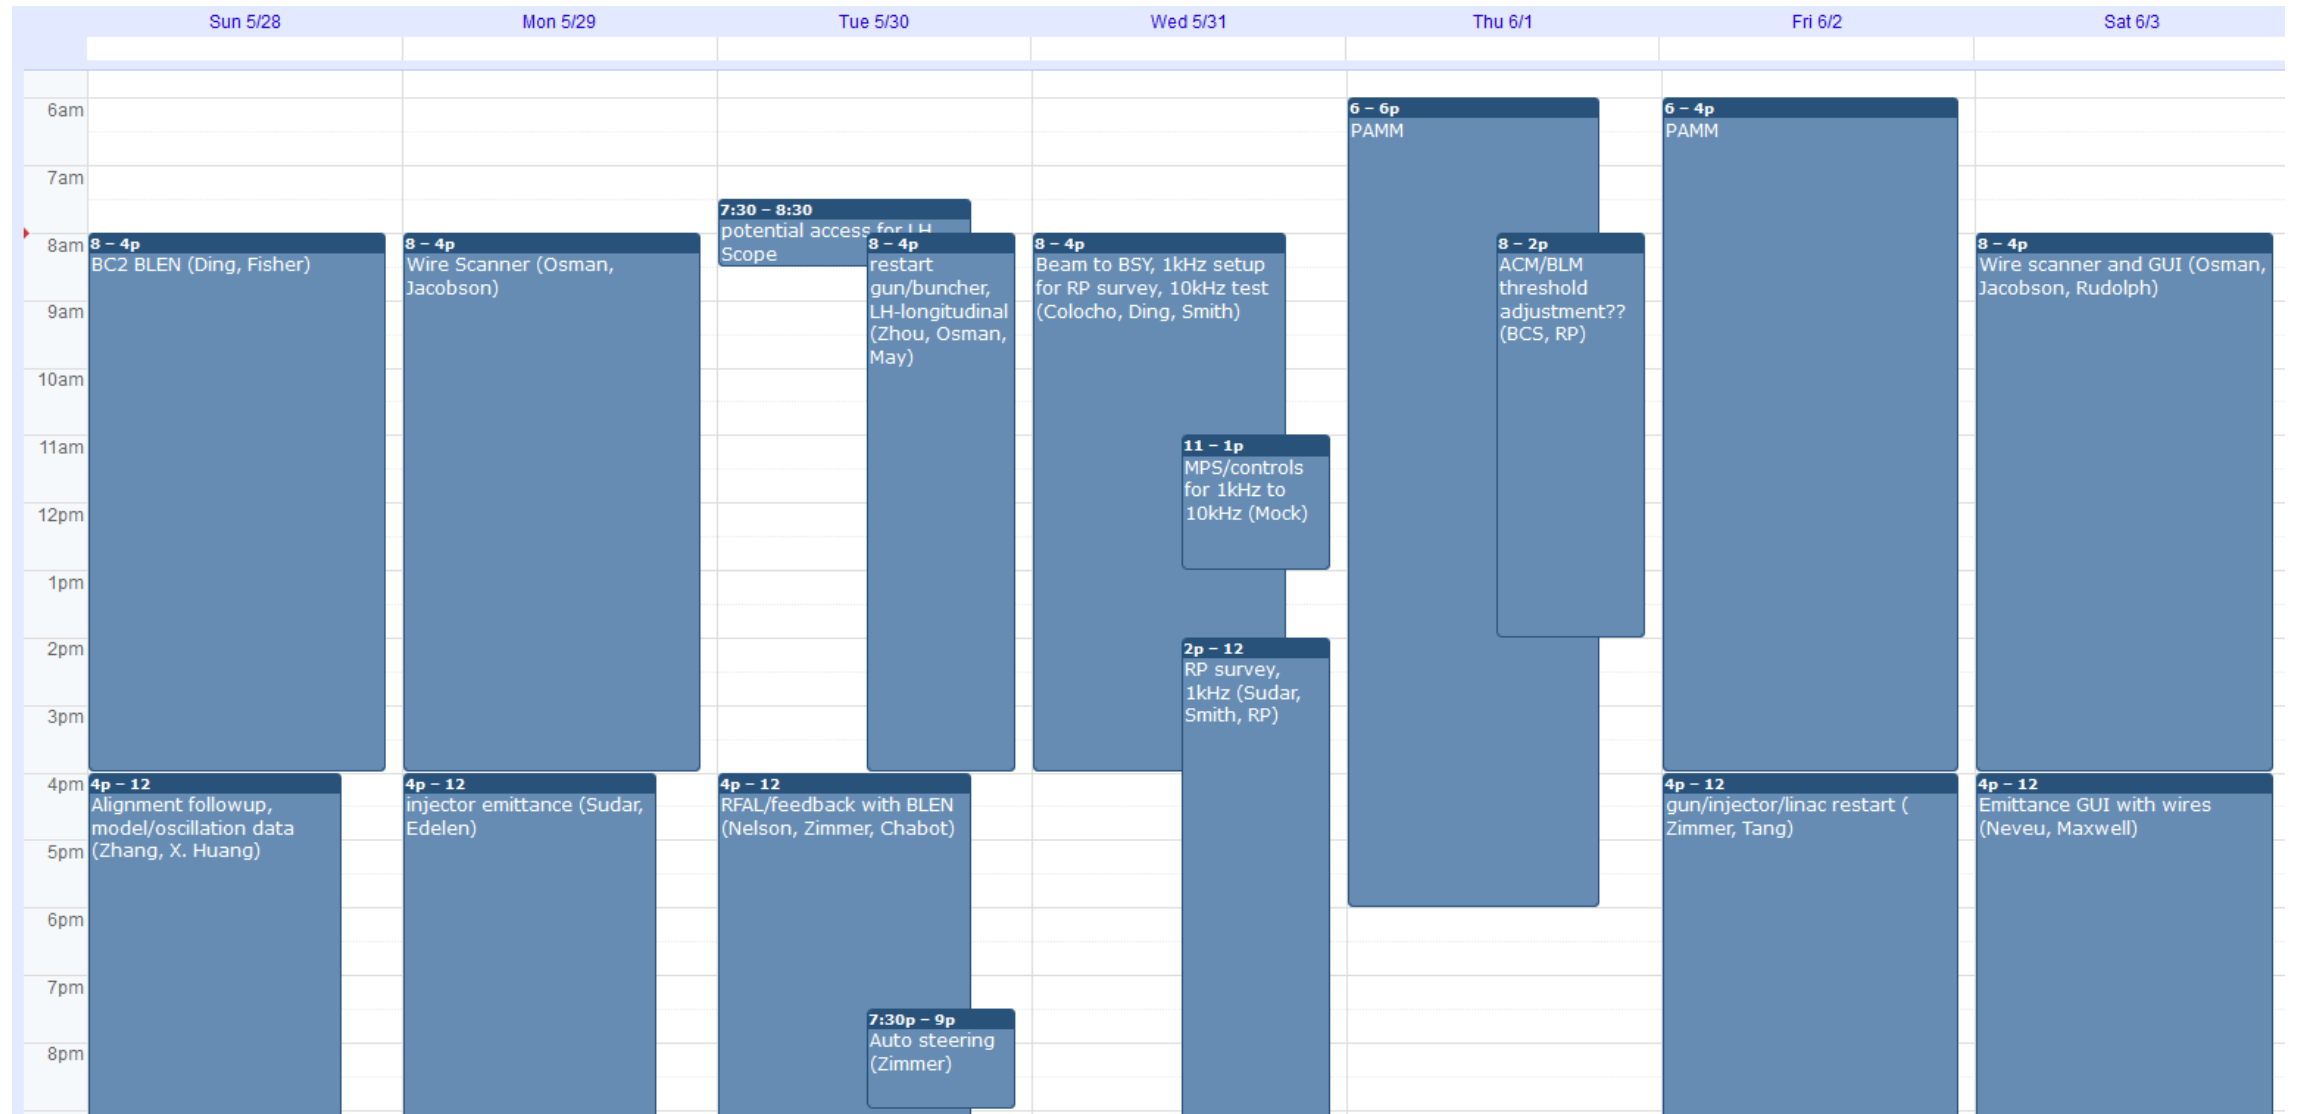 Sun 5/28
Mon 5/29
Tue 5/30
Wed 5/31
Thu 6/1
Fri 6/2
Sat 6/3
6am
7am
8am
9am
10am
11am
12pm
1pm
2pm
3pm
4pm
5pm
6pm
7pm
8pm
8 – 4p
BC2 BLEN (Ding, Fisher)
4p – 12
Alignment followup,
model/oscillation data
(Zhang, X. Huang)
8 – 4p
Wire Scanner (Osman,
Jacobson)
4p – 12
injector emittance (Sudar,
Edelen)
7:30 – 8:30
potential access for LH
Scope
8 – 4p
restart
gun/buncher,
LH-longitudinal
(Zhou, Osman,
May)
4p – 12
RFAL/feedback with BLEN
(Nelson, Zimmer, Chabot)
7:30p – 9p
Auto steering
(Zimmer)
8 – 4p
Beam to BSY, 1kHz setup
for RP survey, 10kHz test
(Colocho, Ding, Smith)
11 – 1p
MPS/controls
for 1kHz to
10kHz (Mock)
2p – 12
RP survey,
1kHz (Sudar,
Smith, RP)
6 – 6p
PAMM
8 – 2p
ACM/BLM
threshold
adjustment??
(BCS, RP)
6 – 4p
PAMM
4p – 12
gun/injector/linac restart (
Zimmer, Tang)
8 – 4p
Wire scanner and GUI (Osman,
Jacobson, Rudolph)
4p – 12
Emittance GUI with wires
(Neveu, Maxwell)